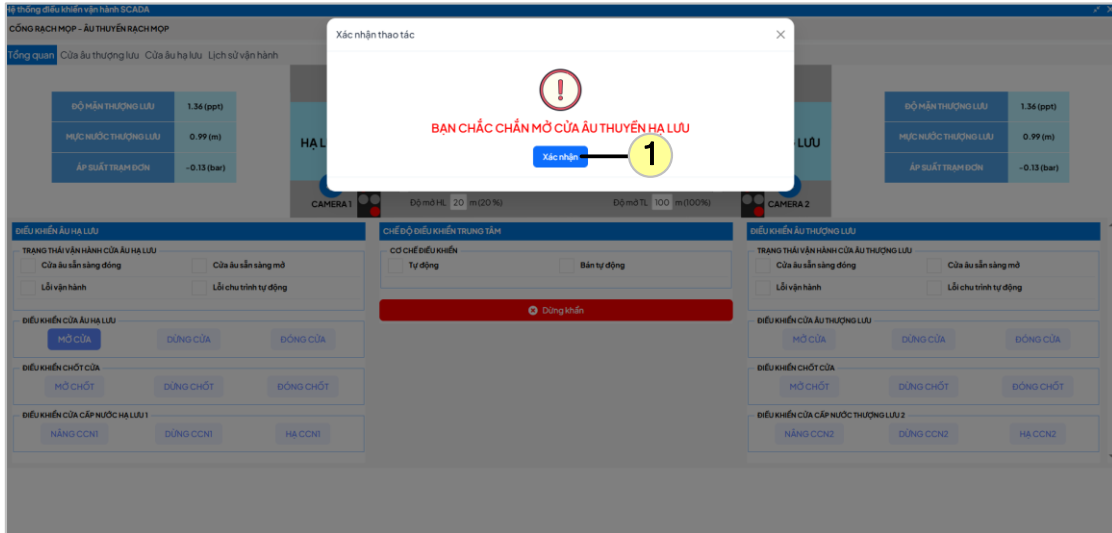 Hệ thống điều khiển vận hành SCADA
CỐNG RẠCH MỌP - ÂU THUYỀN RẠCH MỌP
Xác nhận thao tác
Tổng quan Cửa âu thượng lưu Cửa âu hạ lưu Lịch sử vận hành
BẠN CHẮC CHẮN MỞ CỬA ÂU THUYỀN HẠ LƯU
Xác nhận
1
ĐỘ MẶN THƯỢNG LƯU 1.36 (ppt)
MỰC NƯỚC THƯỢNG LƯU 0.99 (m)
ÁP SUẤT TRẠM ĐƠN -0.13 (bar)
HẠ L
LƯU
ĐỘ MẶN THƯỢNG LƯU 1.36 (ppt)
MỰC NƯỚC THƯỢNG LƯU 0.99 (m)
ÁP SUẤT TRẠM ĐƠN -0.13 (bar)
CAMERA 1
Độ mở HL 20 m (20 %)
Độ mở TL 100 m (100%)
CAMERA 2
ĐIỀU KHIỂN ÂU HẠ LƯU
TRẠNG THÁI VẬN HÀNH CỬA ÂU HẠ LƯU
Cửa âu sẵn sàng đóng Cửa âu sẵn sàng mở
Lỗi vận hành Lỗi chu trình tự động
ĐIỀU KHIỂN CỬA ÂU HẠ LƯU
MỞ CỬA DỪNG CỬA ĐÓNG CỬA
ĐIỀU KHIỂN CHỐT CỬA
MỞ CHỐT DỪNG CHỐT ĐÓNG CHỐT
ĐIỀU KHIỂN CỬA CẤP NƯỚC HẠ LƯU 1
NÂNG CCN1 DỪNG CCN1 HẠ CCN1
CHẾ ĐỘ ĐIỀU KHIỂN TRUNG TÂM
CƠ CHẾ ĐIỀU KHIỂN
Tự động Bán tự động
Dừng khẩn
ĐIỀU KHIỂN ÂU THƯỢNG LƯU
TRẠNG THÁI VẬN HÀNH CỬA ÂU THƯỢNG LƯU
Cửa âu sẵn sàng đóng Cửa âu sẵn sàng mở
Lỗi vận hành Lỗi chu trình tự động
ĐIỀU KHIỂN CỬA ÂU THƯỢNG LƯU
MỞ CỬA DỪNG CỬA ĐÓNG CỬA
ĐIỀU KHIỂN CHỐT CỬA
MỞ CHỐT DỪNG CHỐT ĐÓNG CHỐT
ĐIỀU KHIỂN CỬA CẤP NƯỚC THƯỢNG LƯU 2
NÂNG CCN2 DỪNG CCN2 HẠ CCN2